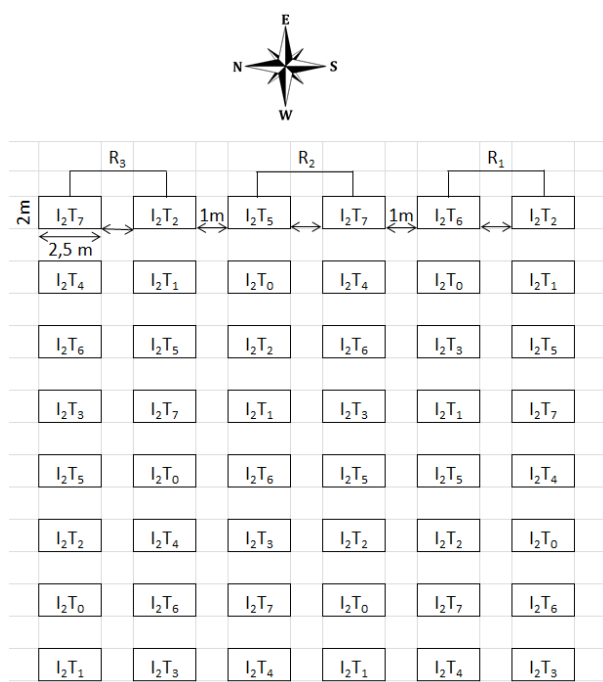 E
N S
W
R₃ R₂ R₁
2m I₂T₇ I₂T₂ 1m I₂T₅ I₂T₇ 1m I₂T₆ I₂T₂
2,5 m
I₂T₄ I₂T₁ I₂T₀ I₂T₄ I₂T₀ I₂T₁
I₂T₆ I₂T₅ I₂T₂ I₂T₆ I₂T₃ I₂T₅
I₂T₃ I₂T₇ I₂T₁ I₂T₃ I₂T₁ I₂T₇
I₂T₅ I₂T₀ I₂T₆ I₂T₅ I₂T₅ I₂T₄
I₂T₂ I₂T₄ I₂T₃ I₂T₂ I₂T₂ I₂T₀
I₂T₀ I₂T₆ I₂T₇ I₂T₀ I₂T₇ I₂T₆
I₂T₁ I₂T₃ I₂T₄ I₂T₁ I₂T₄ I₂T₃